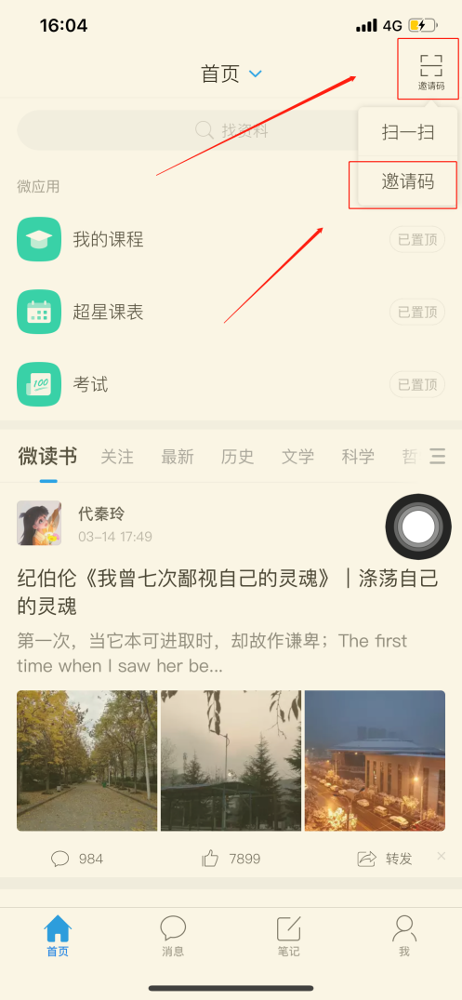 16:04
4G
首页
邀请码
找资料
扫一扫
邀请码
微应用
我的课程
已置顶
超星课表
已置顶
100
考试
已置顶
微读书 关注 最新 历史 文学 科学 哲
代秦玲
03-14 17:49
纪伯伦《我曾七次鄙视自己的灵魂》｜涤荡自己
的灵魂
第一次，当它本可进取时，却故作谦卑；The first
time when I saw her be...
984
7899
转发
首页
消息
笔记
我